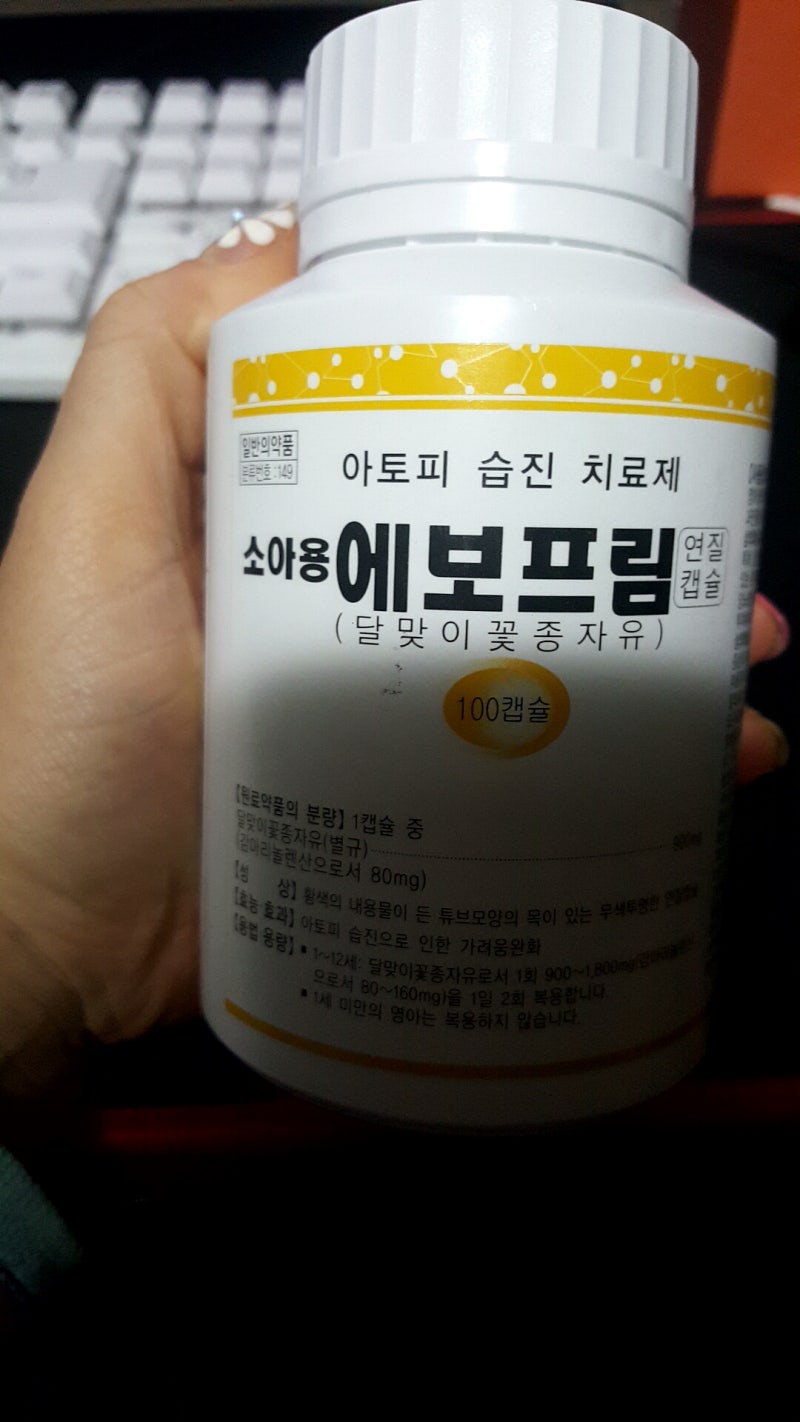 일반의약품
분류번호:149
아토피 습진 치료제
소아용 에보프림 연질캡슐
(달맞이꽃종자유)
100캡슐
【원료약품의 분량】 1캡슐 중
달맞이꽃종자유(별규)
(감마리놀렌산으로서 80mg)
【성 상】 황색의 내용물이 든 튜브모양의 목이 있는 무색투명한 연질캡슐
【효능·효과】 아토피 습진으로 인한 가려움완화
【용법·용량】 ▪ 1~12세: 달맞이꽃종자유로서 1회 900~1,800mg(감마리놀렌산
으로서 80~160mg)을 1일 2회 복용합니다.
▪ 1세 미만의 영아는 복용하지 않습니다.